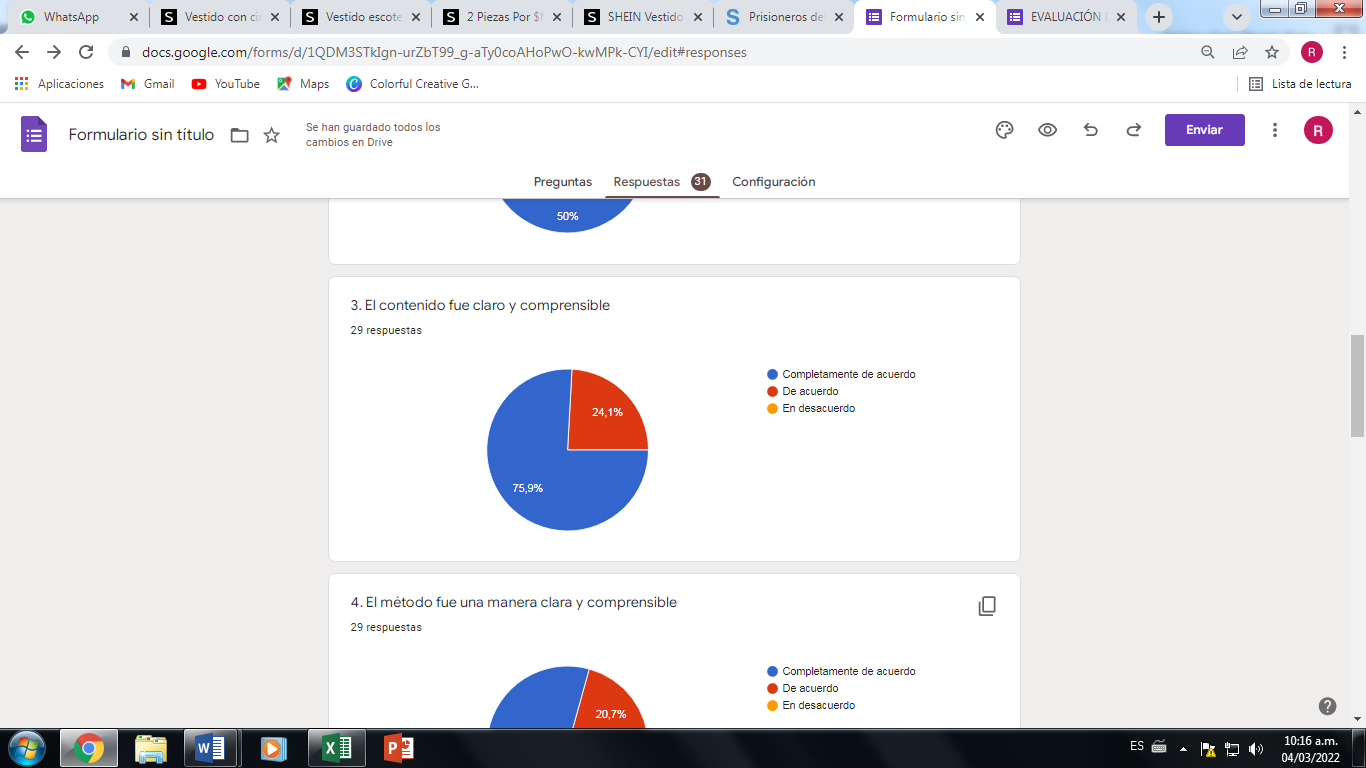 WhatsApp
Vestido con cin
Vestido escote
2 Piezas Por $
SHEIN Vestido
Prisioneros de
Formulario sin
EVALUACIÓN
docs.google.com/forms/d/1QDM3STkIgn-urZbT99_g-aTy0coAHoPwO-kwMPk-CYI/edit#responses
R
Aplicaciones
Gmail
YouTube
Maps
Colorful Creative G...
Lista de lectura
Formulario sin título
Se han guardado todos los
cambios en Drive
Enviar
R
Preguntas
Respuestas 31
Configuración
50%
3. El contenido fue claro y comprensible
29 respuestas
Completamente de acuerdo
De acuerdo
En desacuerdo
24,1%
75,9%
4. El método fue una manera clara y comprensible
29 respuestas
Completamente de acuerdo
De acuerdo
En desacuerdo
20,7%
ES
10:16 a.m.
04/03/2022